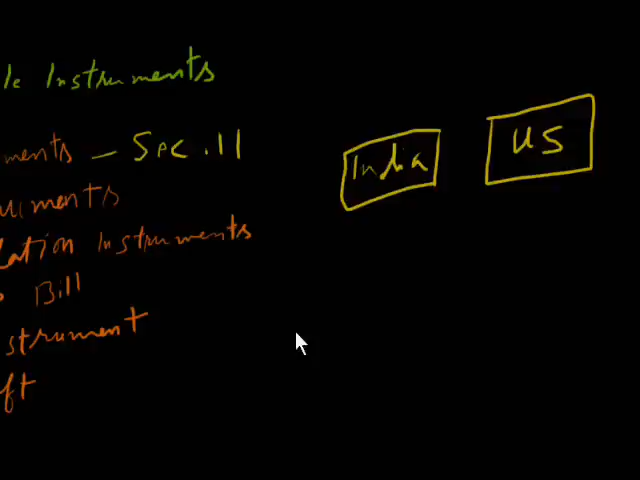 le Instruments
ments - Sec. 11
uments
lation Instruments
Bill
strument
ft
India
US